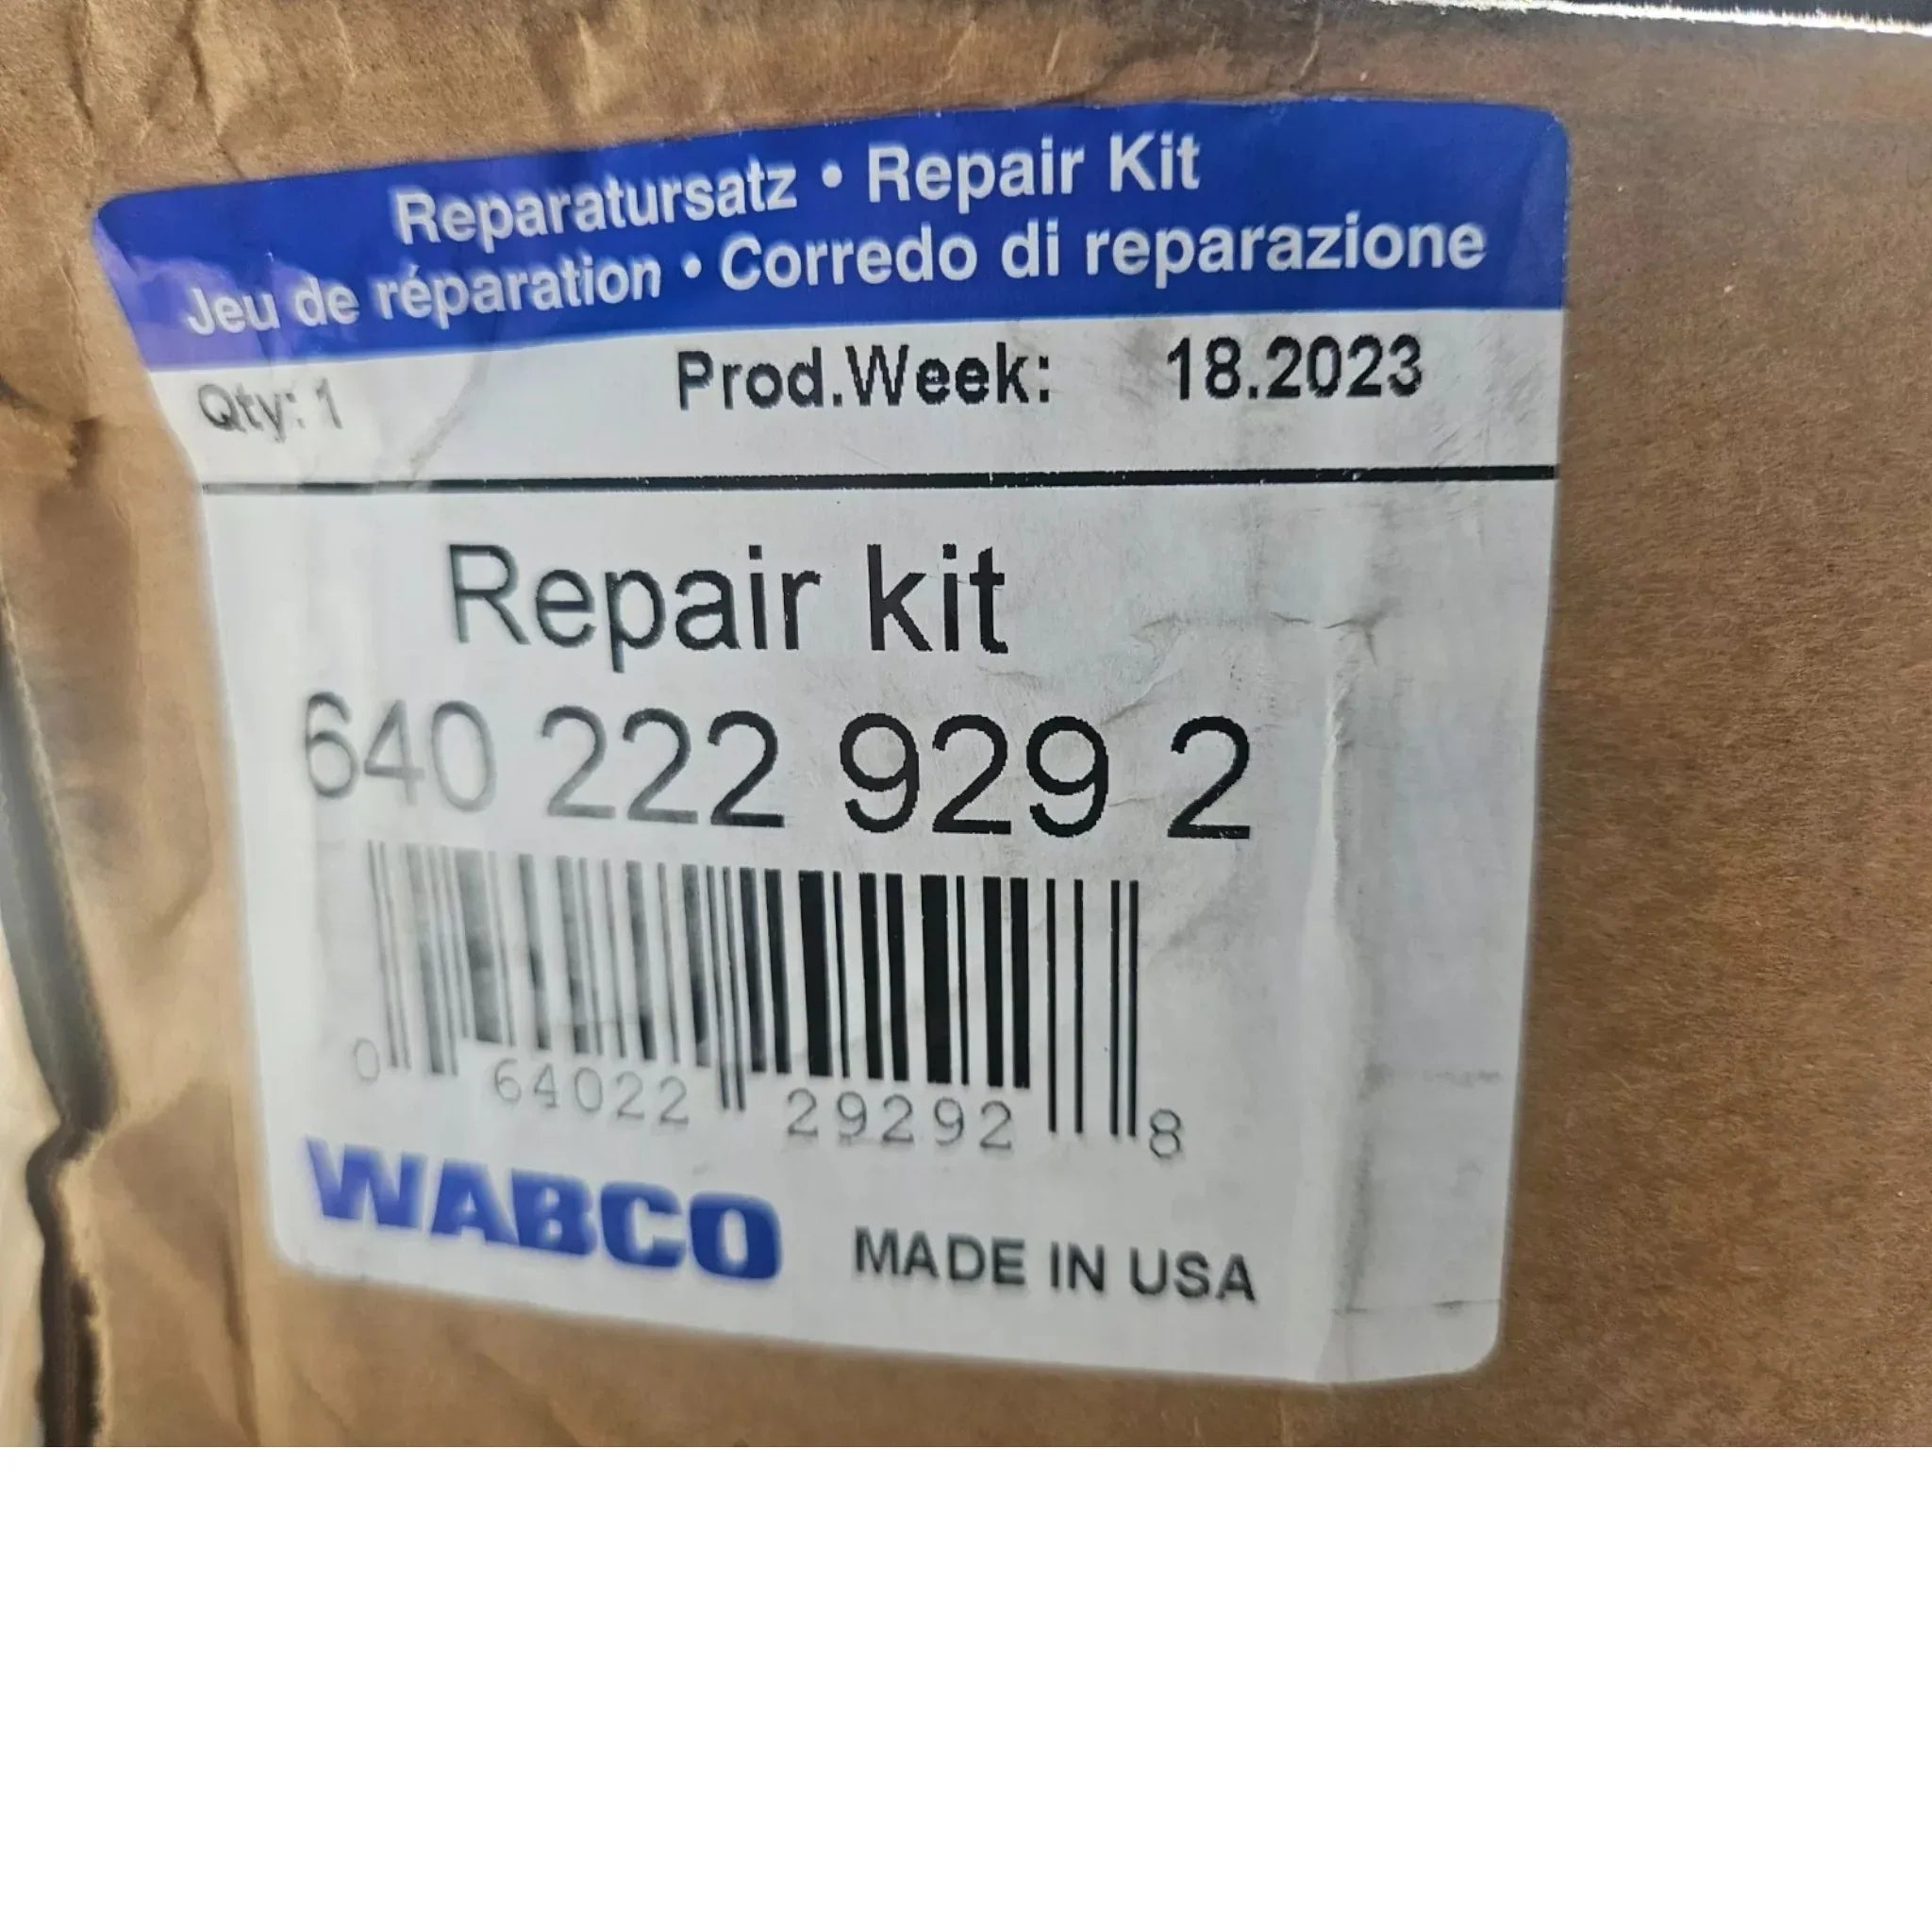 Reparatursatz • Repair Kit
Jeu de réparation • Corredo di reparazione
Qty: 1 Prod.Week: 18.2023
Repair kit
640 222 929 2
0 64022 29292 8
WABCO MADE IN USA